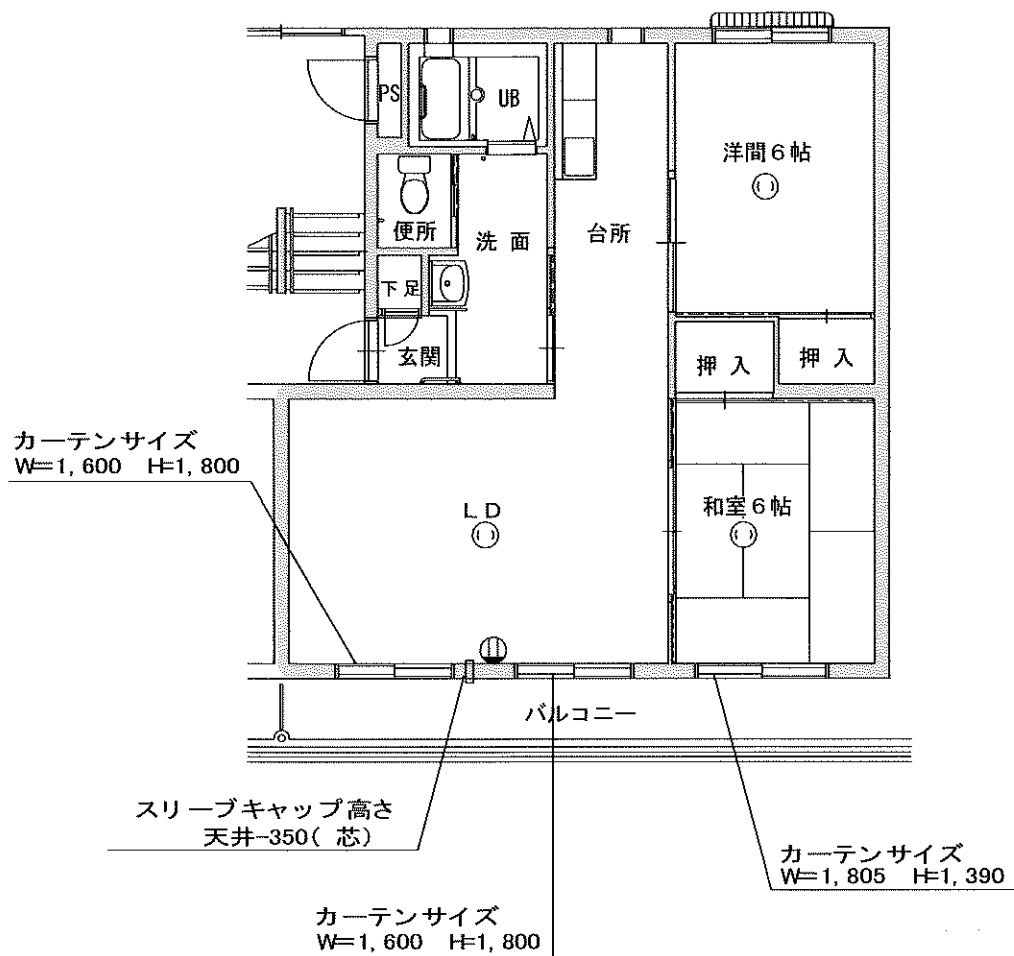 PS
UB
洋間6帖
便所
洗面
台所
下足
玄関
押入
押入
カーテンサイズ
W=1,600 H=1,800
LD
和室6帖
バルコニー
スリーブキャップ高さ
天井-350(芯)
カーテンサイズ
W=1,805 H=1,390
カーテンサイズ
W=1,600 H=1,800